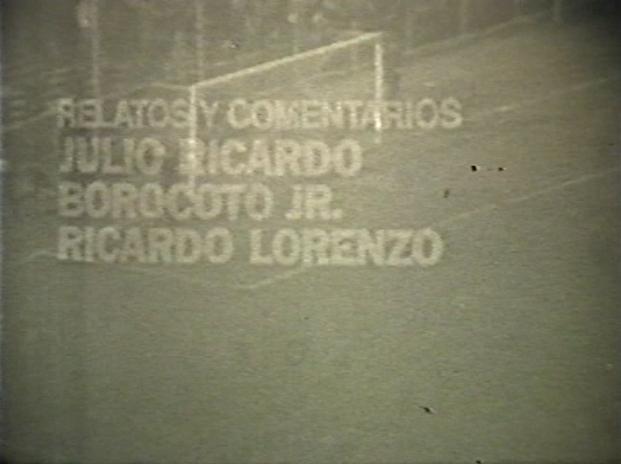 RELATOS Y COMENTARIOS
JULIO RICARDO
BOROCOTO JR.
RICARDO LORENZO